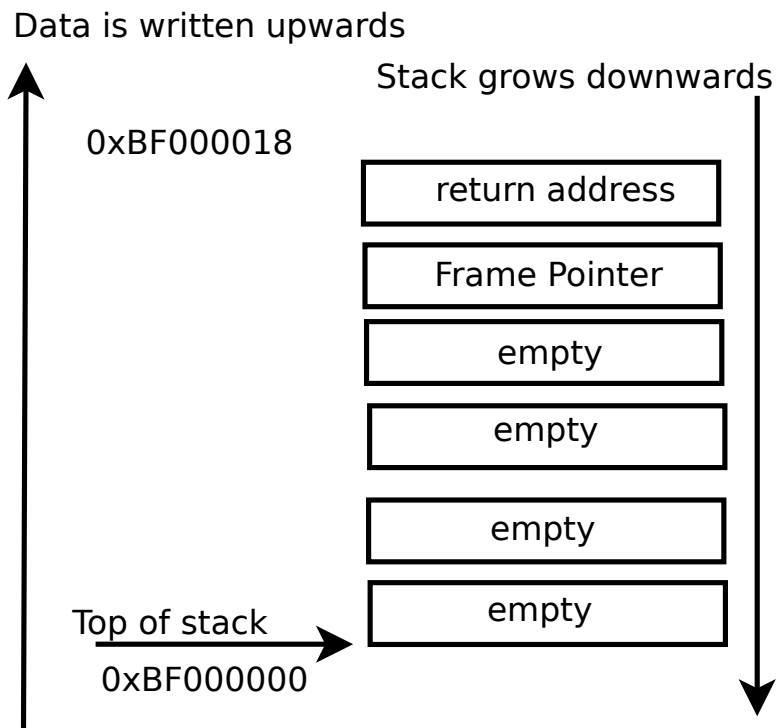 Data is written upwards
Stack grows downwards
0xBF000018
return address
Frame Pointer
empty
empty
empty
empty
Top of stack
0xBF000000